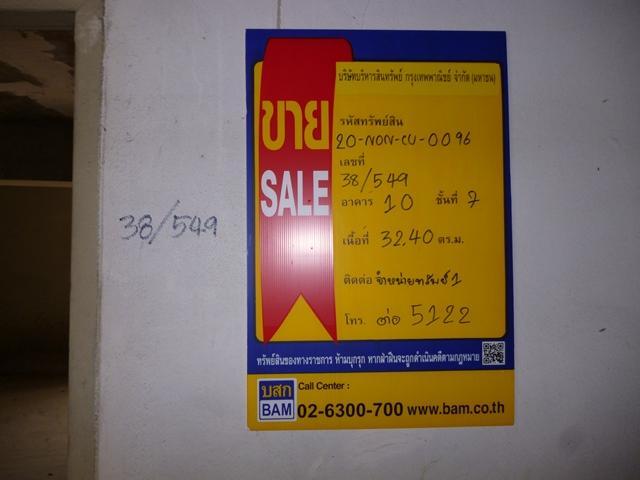 บริษัทบริหารสินทรัพย์ กรุงเทพพาณิชย์ จำกัด (มหาชน)
ขาย
SALE
รหัสทรัพย์สิน
20-NON-CU-0096
เลขที่
38/549
อาคาร 10 ชั้นที่ 7
เนื้อที่ 32.40 ตร.ม.
ติดต่อ จำหน่ายทรัพย์ 1
โทร. ต่อ 5122
38/549
ทรัพย์สินของทางราชการ ห้ามบุกรุก หากฝ่าฝืนจะถูกดำเนินคดีตามกฎหมาย
บสก
BAM
Call Center :
02-6300-700 www.bam.co.th